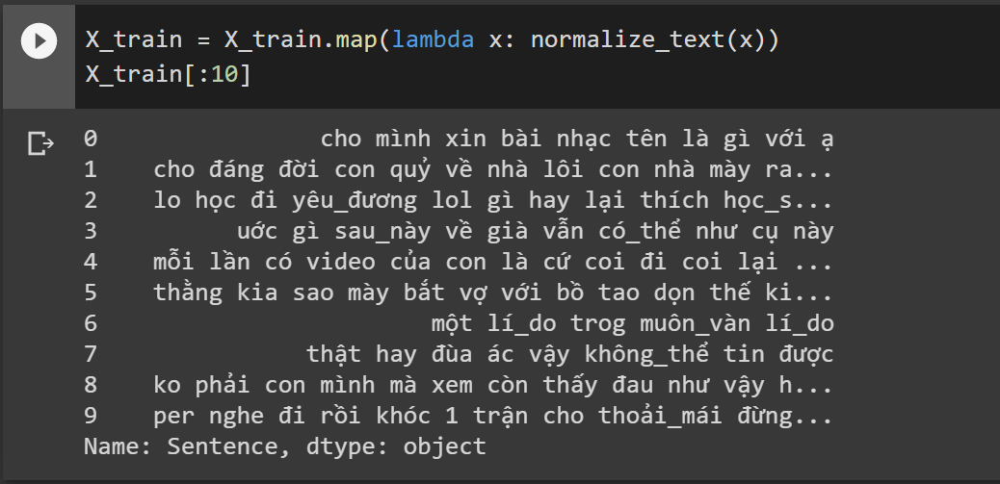 X_train = X_train.map(lambda x: normalize_text(x))
X_train[:10]
0 cho mình xin bài nhạc tên là gì với ạ
1 cho đáng đời con quỷ về nhà lôi con nhà mày ra...
2 lo học đi yêu_đương lol gì hay lại thích học_s...
3 uớc gì sau_này về già vẫn có_thể như cụ này
4 mỗi lần có video của con là cứ coi đi coi lại ...
5 thằng kia sao mày bắt vợ với bồ tao dọn thế ki...
6 một lí_do trog muôn_vàn lí_do
7 thật hay đùa ác vậy không_thể tin được
8 ko phải con mình mà xem còn thấy đau như vậy h...
9 per nghe đi rồi khóc 1 trận cho thoải_mái đừng...
Name: Sentence, dtype: object